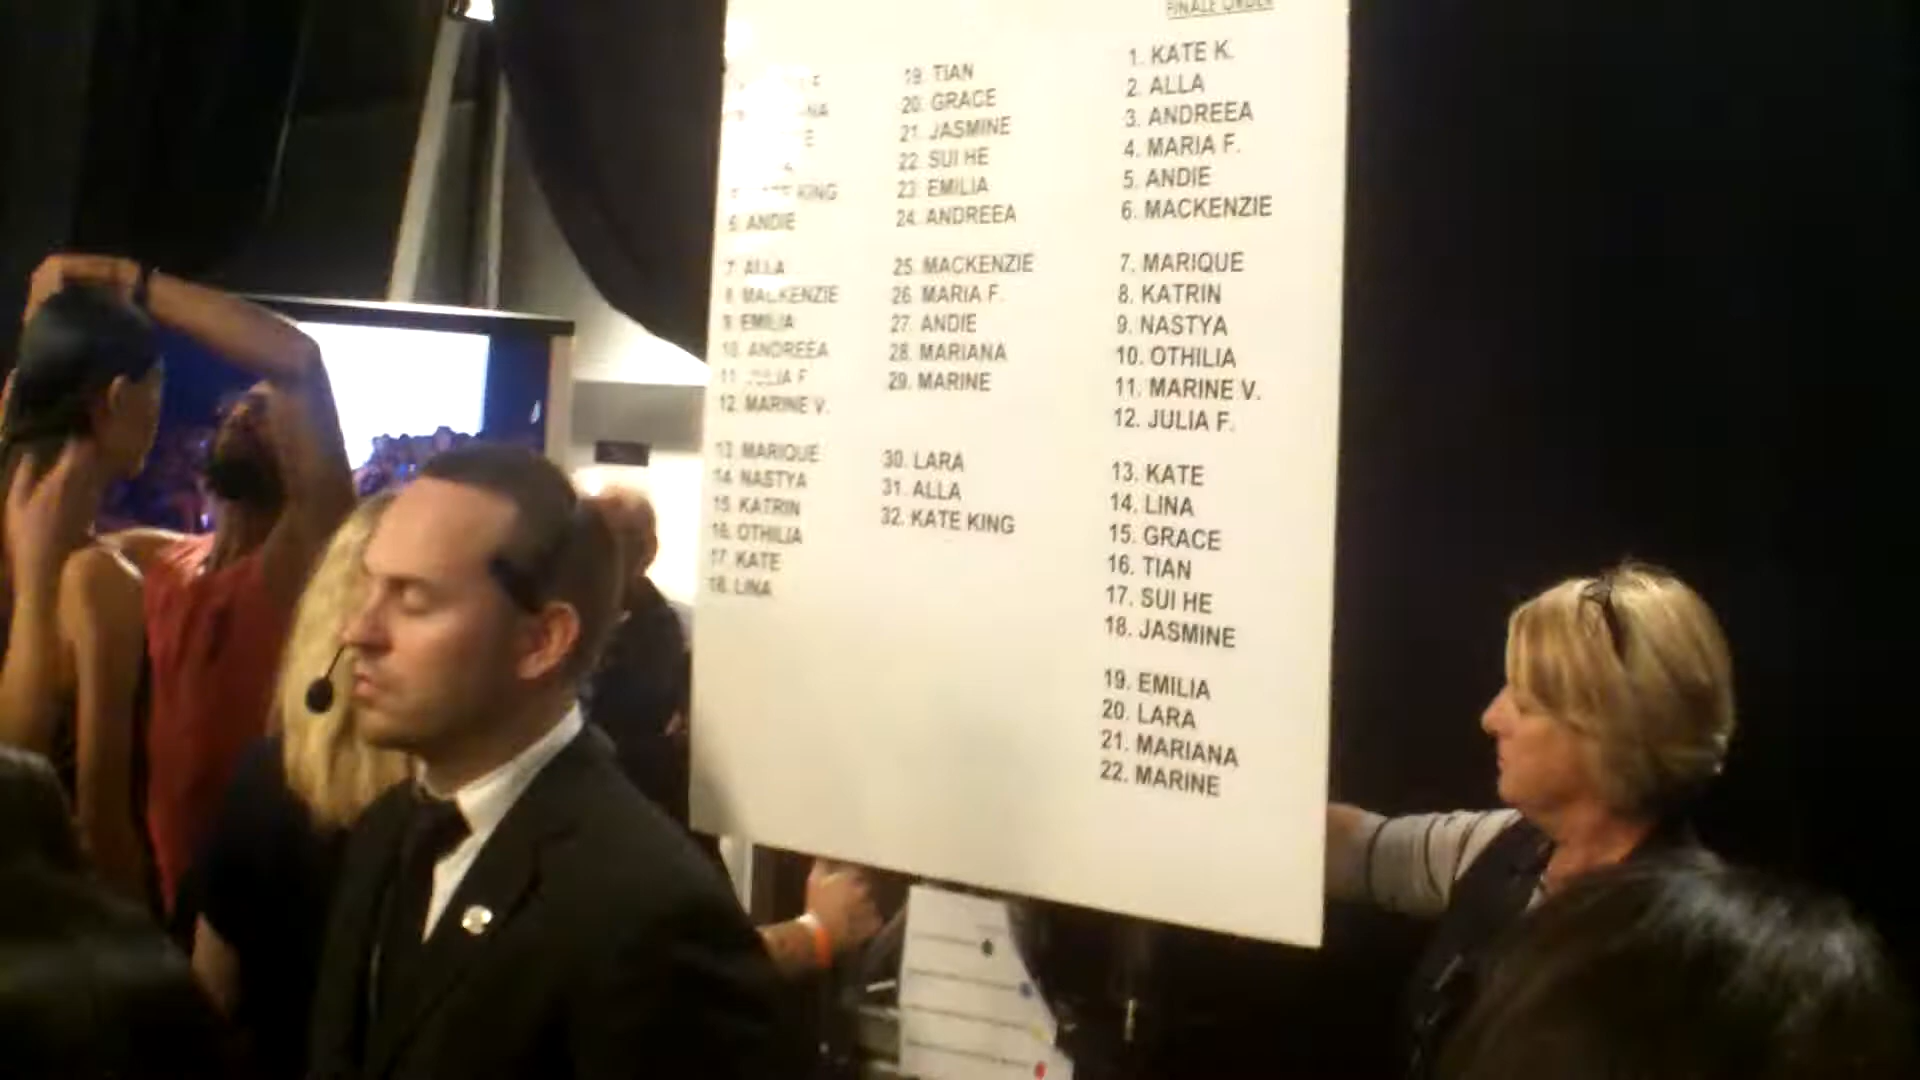 KING
6. ANDIE
7. ALLA
8. MACKENZIE
9. EMILIA
10. ANDREEA
11. JULIA F.
12. MARINE V.
13. MARIQUE
14. NASTYA
15. KATRIN
16. OTHILIA
17. KATE
18. LINA
19. TIAN
20. GRACE
21. JASMINE
22. SUI HE
23. EMILIA
24. ANDREEA
25. MACKENZIE
26. MARIA F.
27. ANDIE
28. MARIANA
29. MARINE
30. LARA
31. ALLA
32. KATE KING
FINALE ORDER
1. KATE K.
2. ALLA
3. ANDREEA
4. MARIA F.
5. ANDIE
6. MACKENZIE
7. MARIQUE
8. KATRIN
9. NASTYA
10. OTHILIA
11. MARINE V.
12. JULIA F.
13. KATE
14. LINA
15. GRACE
16. TIAN
17. SUI HE
18. JASMINE
19. EMILIA
20. LARA
21. MARIANA
22. MARINE